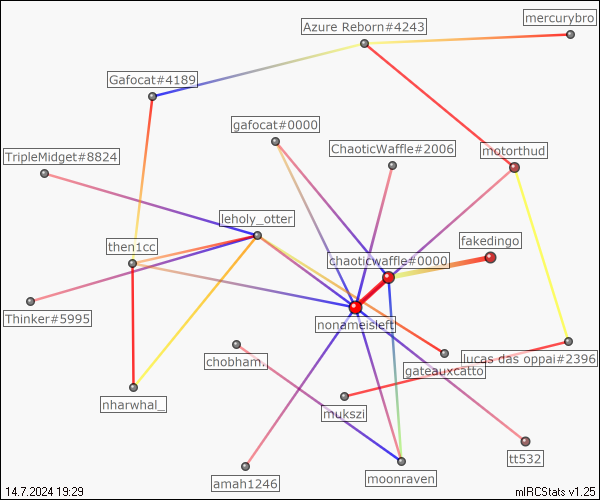 mercurybro
Azure Reborn#4243
Gafocat#4189
gafocat#0000
TripleMidget#8824
ChaoticWaffle#2006
motorthud
leholy_otter
then1cc
fakedingo
chaoticwaffle#0000
Thinker#5995
nonameisleft
chobham.
lucas das oppai#2396
gateauxcatto
nharwhal_
mukszi
tt532
moonraven
amah1246
14.7.2024 19:29
mIRCStats v1.25